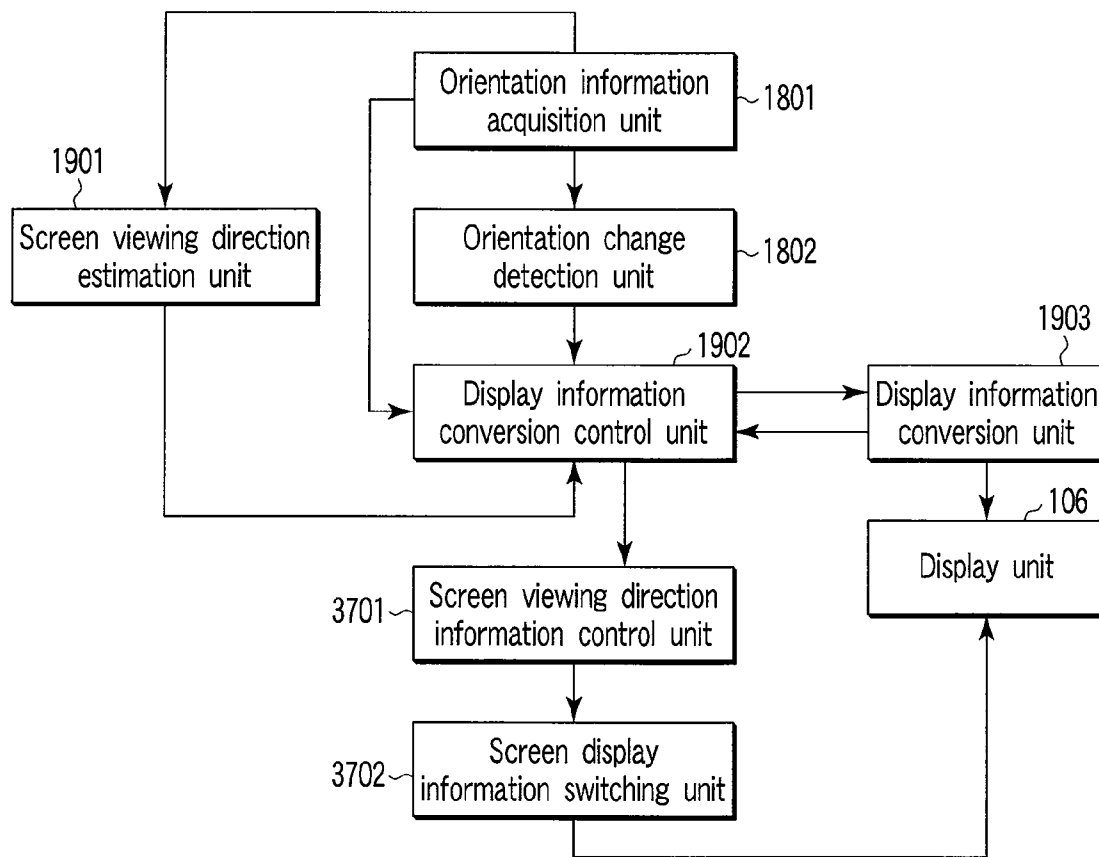 Orientation information
acquisition unit
1801
1901
Screen viewing direction
estimation unit
Orientation change
detection unit
1802
1902
Display information
conversion control unit
1903
Display information
conversion unit
106
Display unit
3701
Screen viewing direction
information control unit
3702
Screen display
information switching unit